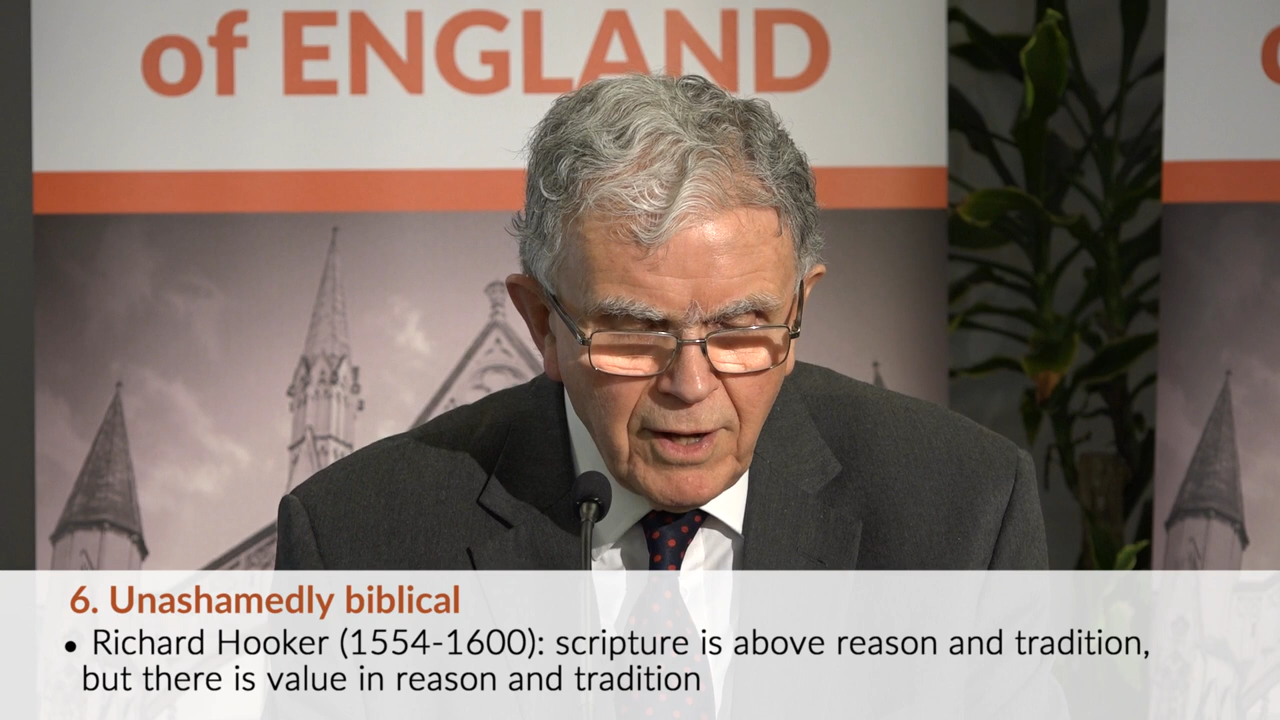 of ENGLAND
6. Unashamedly biblical
• Richard Hooker (1554-1600): scripture is above reason and tradition,
but there is value in reason and tradition